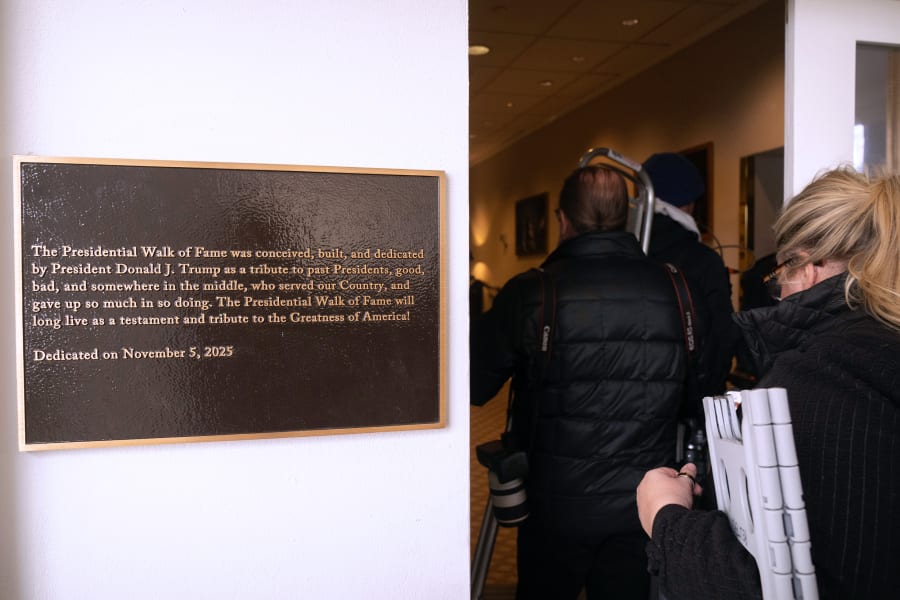 The Presidential Walk of Fame was conceived, built, and dedicated
by President Donald J. Trump as a tribute to past Presidents, good,
bad, and somewhere in the middle, who served our Country, and
gave up so much in so doing. The Presidential Walk of Fame will
long live as a testament and tribute to the Greatness of America!
Dedicated on November 5, 2025
Canon